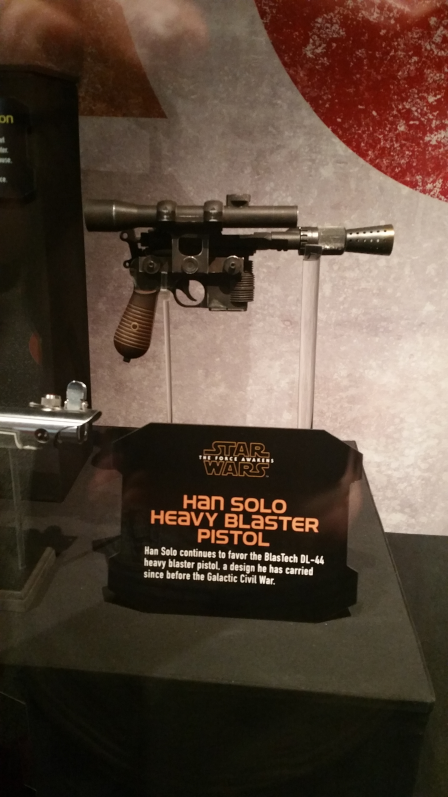 STAR
THE FORCE AWAKENS
WARS
Han Solo
Heavy Blaster
Pistol
Han Solo continues to favor the BlasTech DL-44
heavy blaster pistol, a design he has carried
since before the Galactic Civil War.